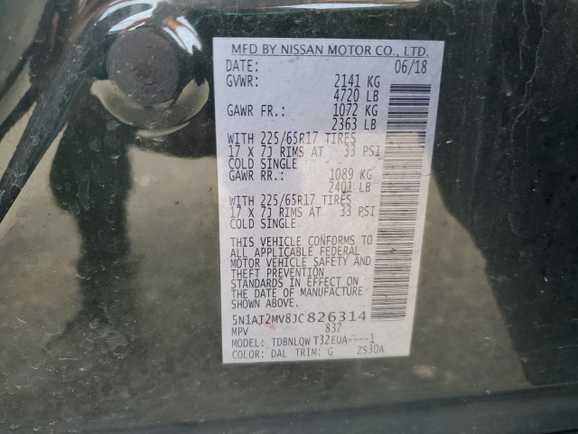 MFD BY NISSAN MOTOR CO., LTD.
DATE: 06/18
GVWR: 2141 KG
4720 LB
GAWR FR.: 1072 KG
2363 LB
WITH 225/65R17 TIRES
17 X 7J RIMS AT 33 PSI
COLD SINGLE
GAWR RR.: 1089 KG
2401 LB
WITH 225/65R17 TIRES
17 X 7J RIMS AT 33 PSI
COLD SINGLE
THIS VEHICLE CONFORMS TO
ALL APPLICABLE FEDERAL
MOTOR VEHICLE SAFETY AND
THEFT PREVENTION
STANDARDS IN EFFECT ON
THE DATE OF MANUFACTURE
SHOWN ABOVE.
5N1AT2MV8JC826314
MPV 837
MODEL: TDBNLQW T32EUA----1
COLOR: DAL TRIM: G ZS30A